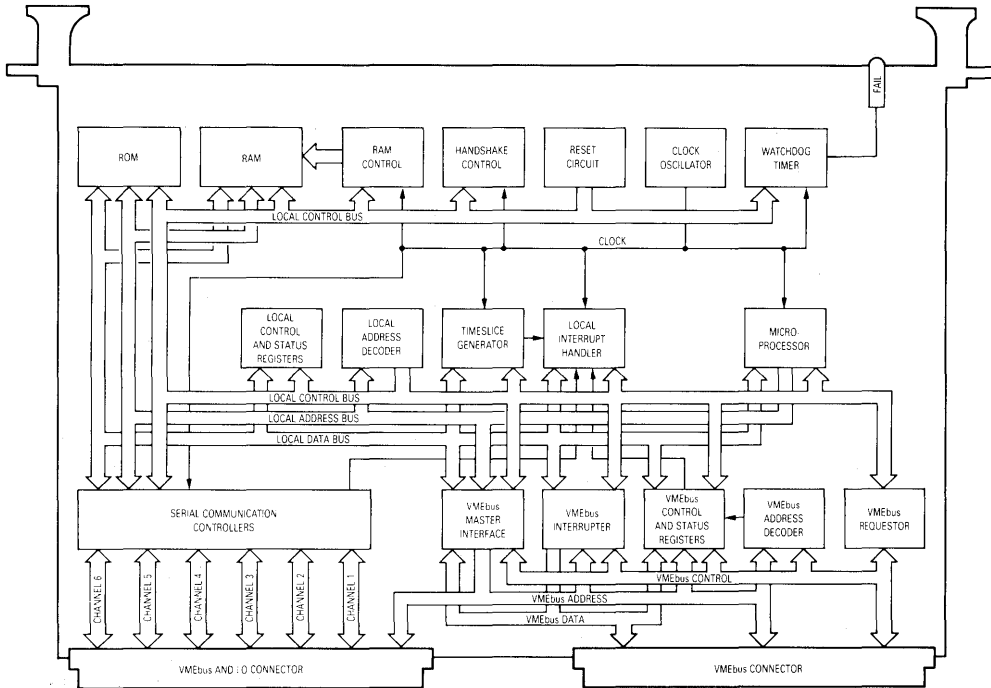 FAIL
ROM
RAM
RAM
CONTROL
HANDSHAKE
CONTROL
RESET
CIRCUIT
CLOCK
OSCILLATOR
WATCHDOG
TIMER
LOCAL CONTROL BUS
CLOCK
LOCAL
CONTROL
AND STATUS
REGISTERS
LOCAL
ADDRESS
DECODER
TIMESLICE
GENERATOR
LOCAL
INTERRUPT
HANDLER
MICRO-
PROCESSOR
LOCAL CONTROL BUS
LOCAL ADDRESS BUS
LOCAL DATA BUS
SERIAL COMMUNICATION
CONTROLLERS
VMEbus
MASTER
INTERFACE
VMEbus
INTERRUPTER
VMEbus
CONTROL
AND STATUS
REGISTERS
VMEbus
ADDRESS
DECODER
VMEbus
REQUESTOR
CHANNEL 6
CHANNEL 5
CHANNEL 4
CHANNEL 3
CHANNEL 2
CHANNEL 1
VMEbus CONTROL
VMEbus ADDRESS
VMEbus DATA
VMEbus AND I/O CONNECTOR
VMEbus CONNECTOR